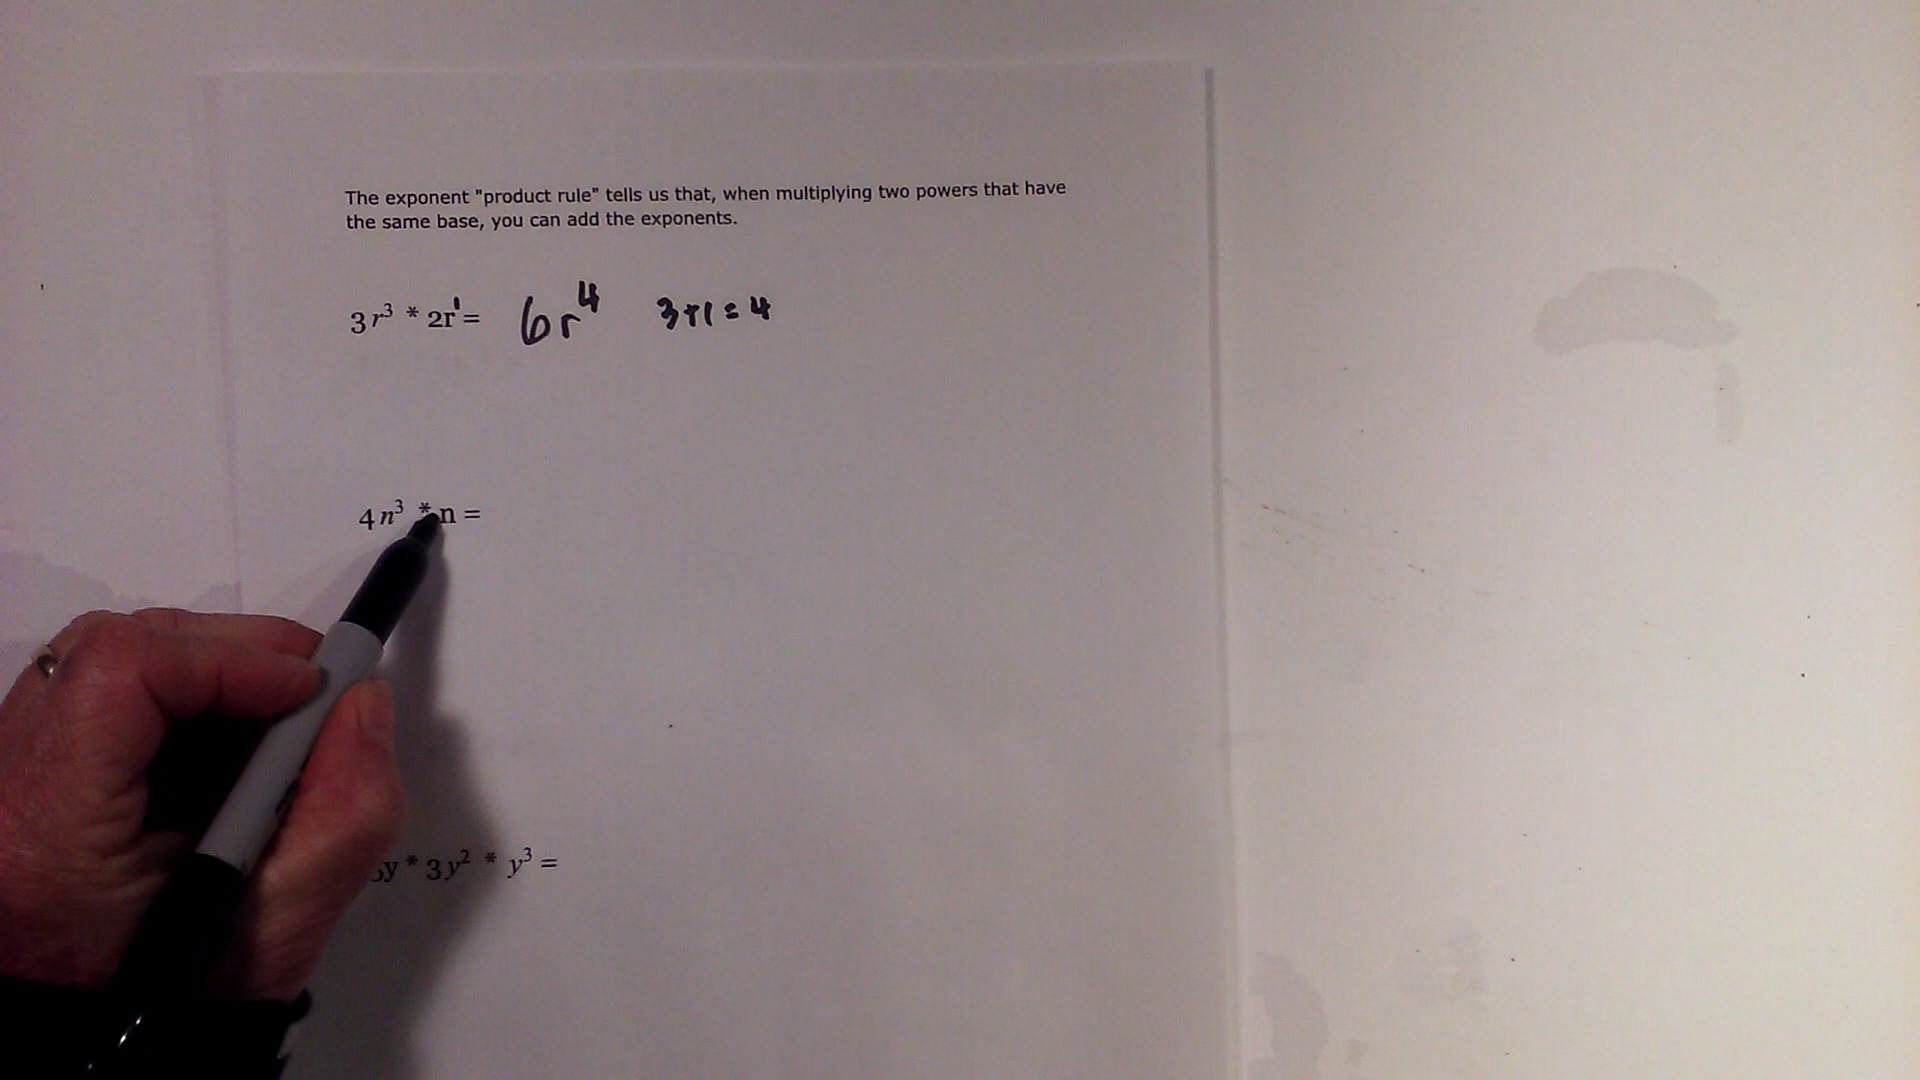 The exponent "product rule" tells us that, when multiplying two powers that have
the same base, you can add the exponents.
3r³ * 2r¹= 6r⁴ 3+1=4
4n³ * n =
y * 3y² * y³ =